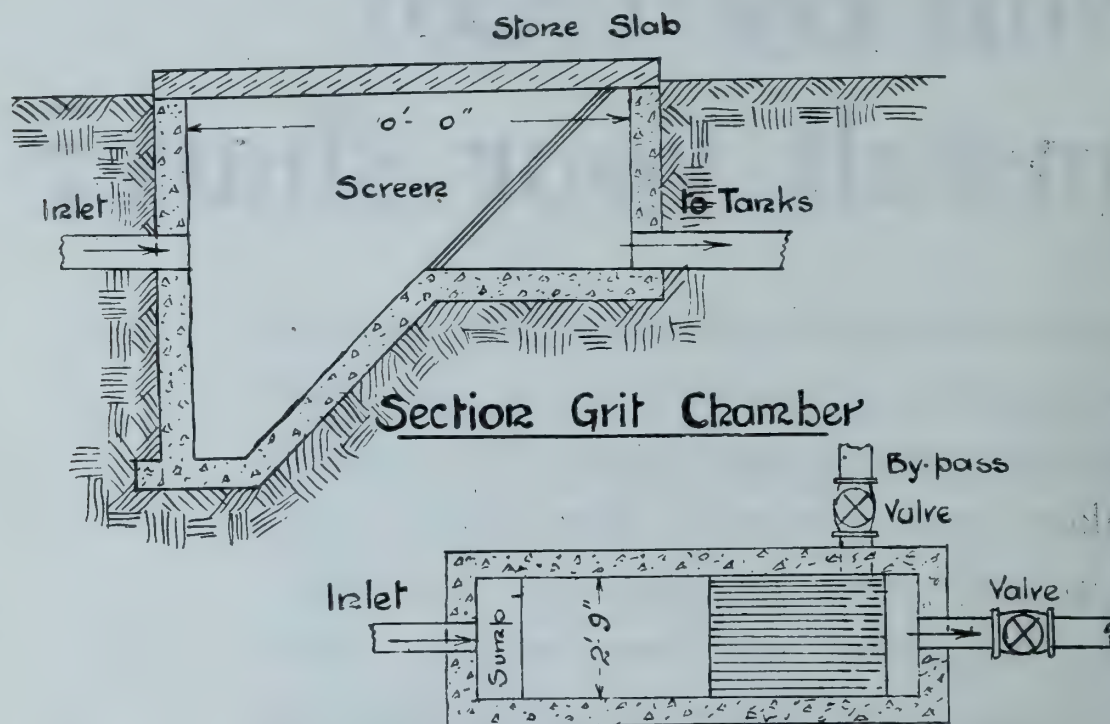 Stone Slab
0'- 0"
Screen
Inlet
to Tanks
Section Grit Chamber
By-pass
Valve
Inlet
Sump
2'-9"
Valve